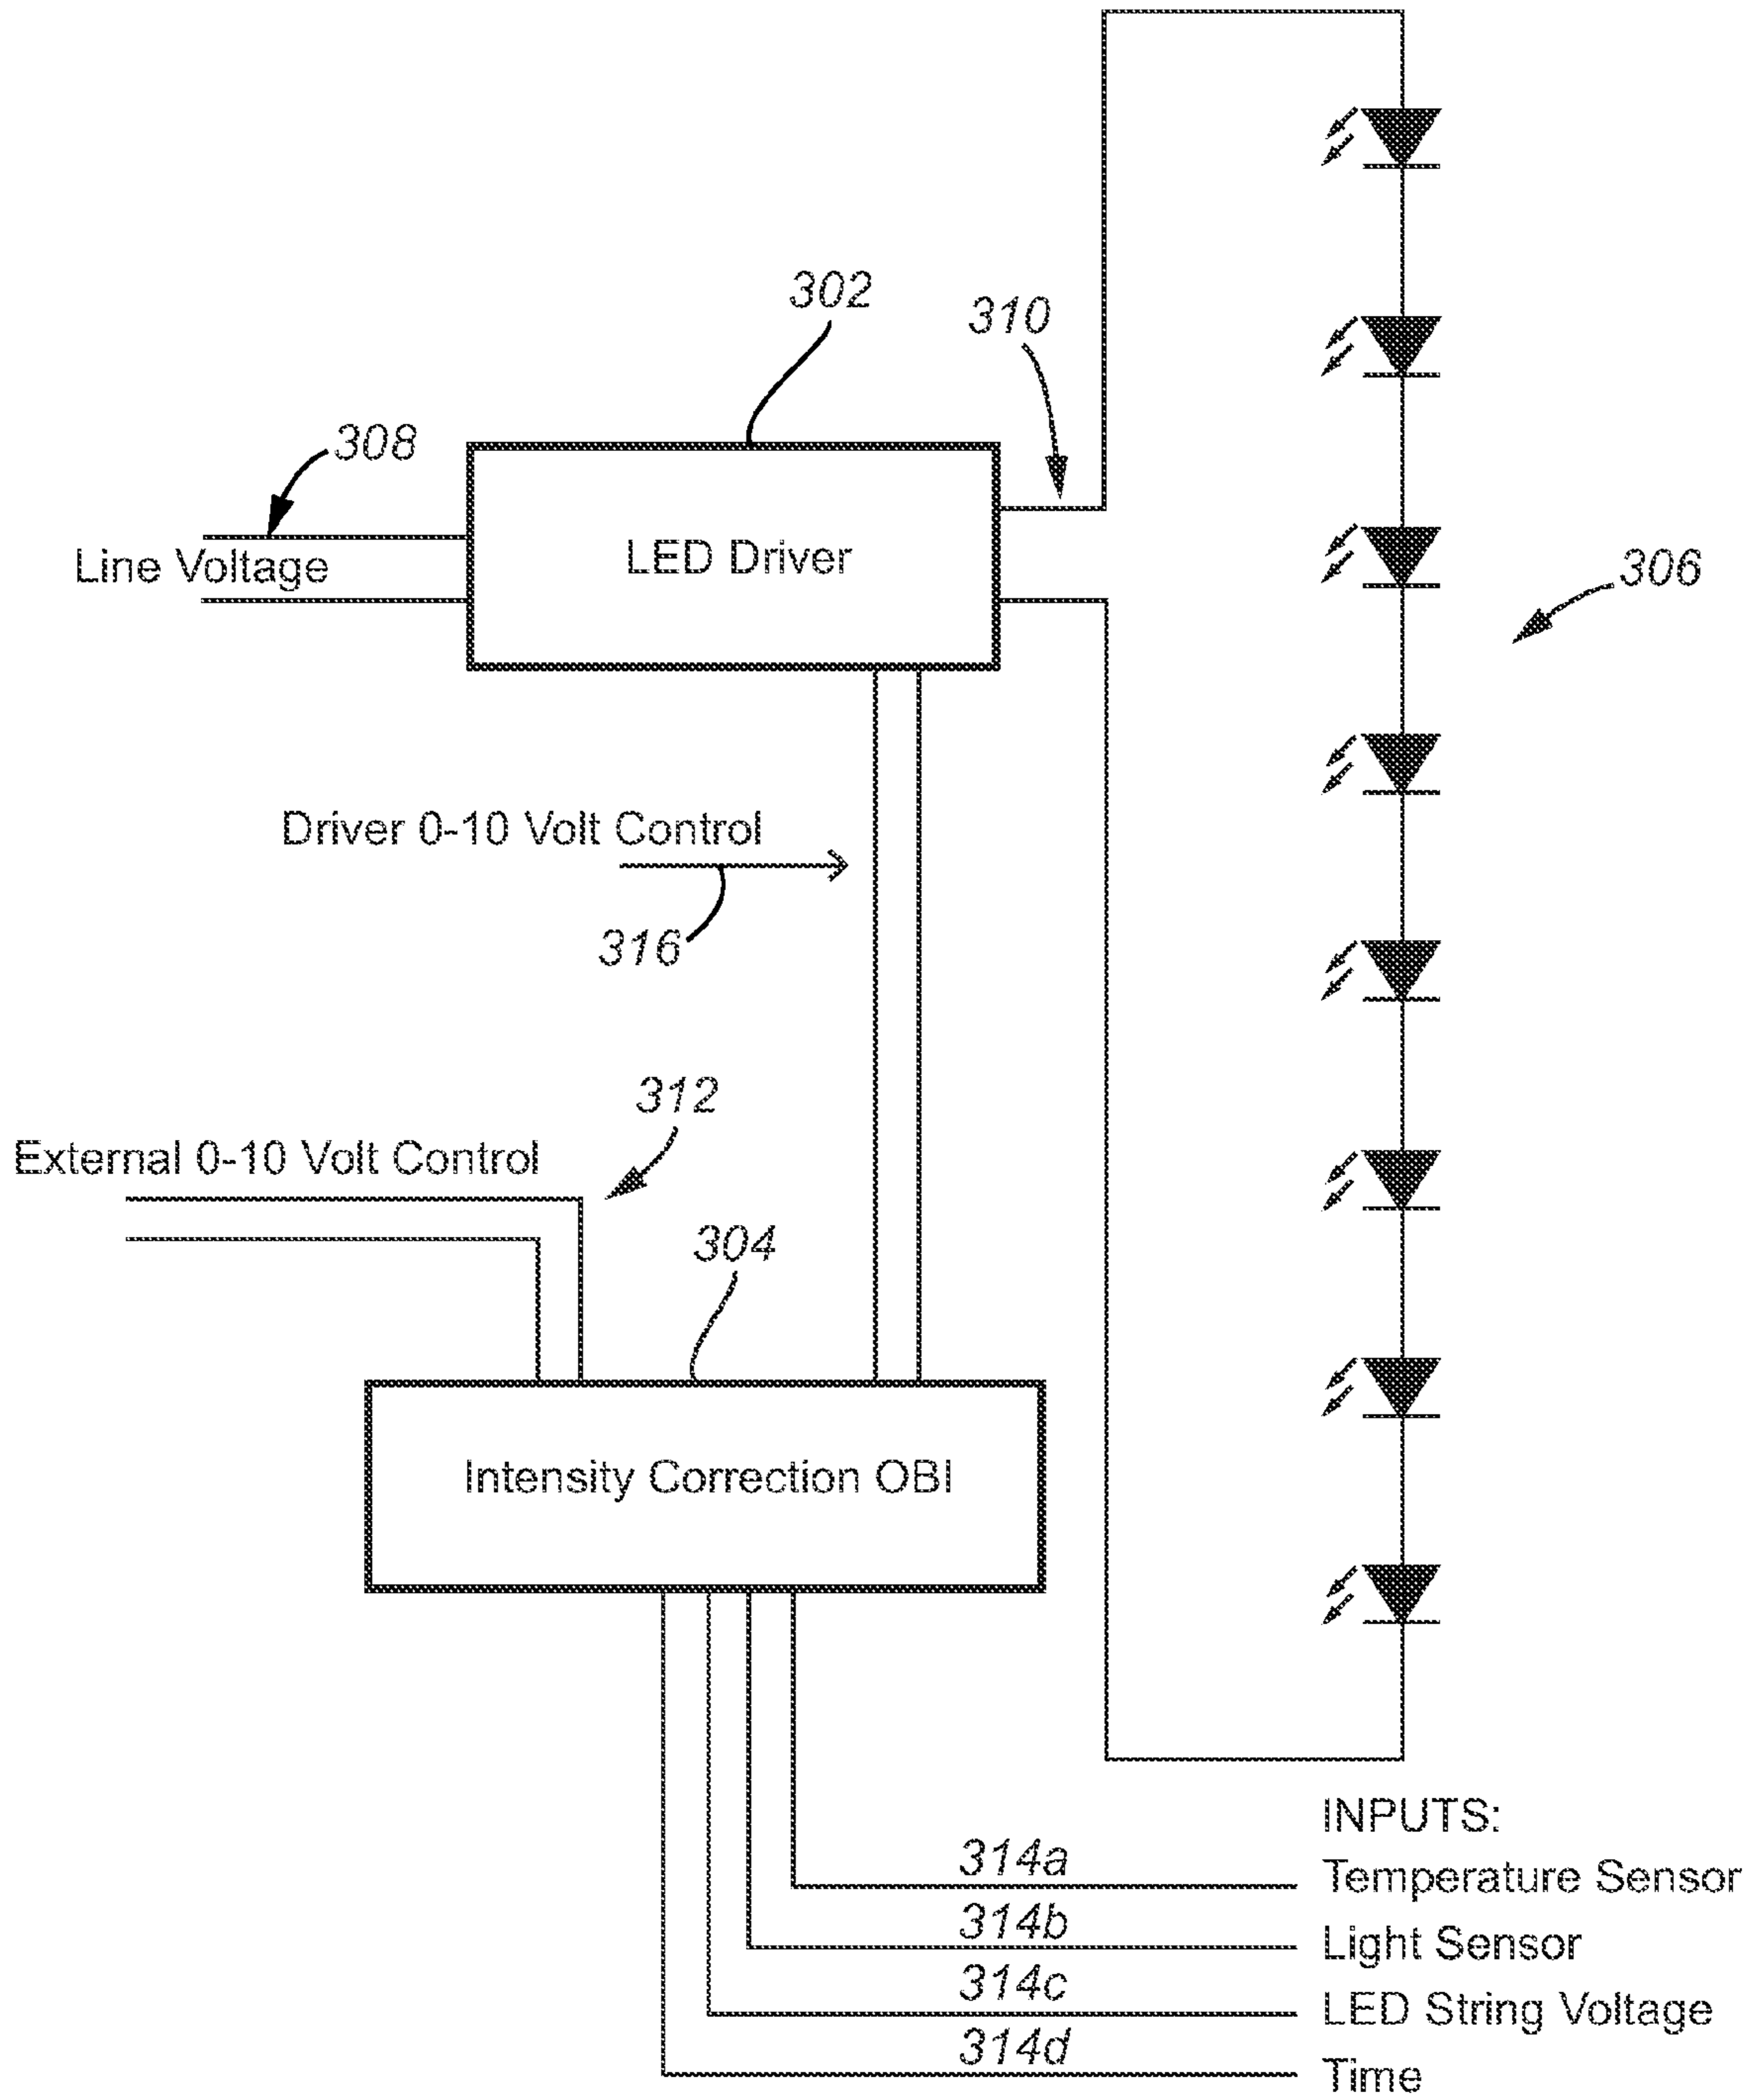 302
310
308
Line Voltage
LED Driver
306
Driver 0-10 Volt Control
316
312
External 0-10 Volt Control
304
Intensity Correction OBI
INPUTS:
314a
Temperature Sensor
314b
Light Sensor
314c
LED String Voltage
314d
Time